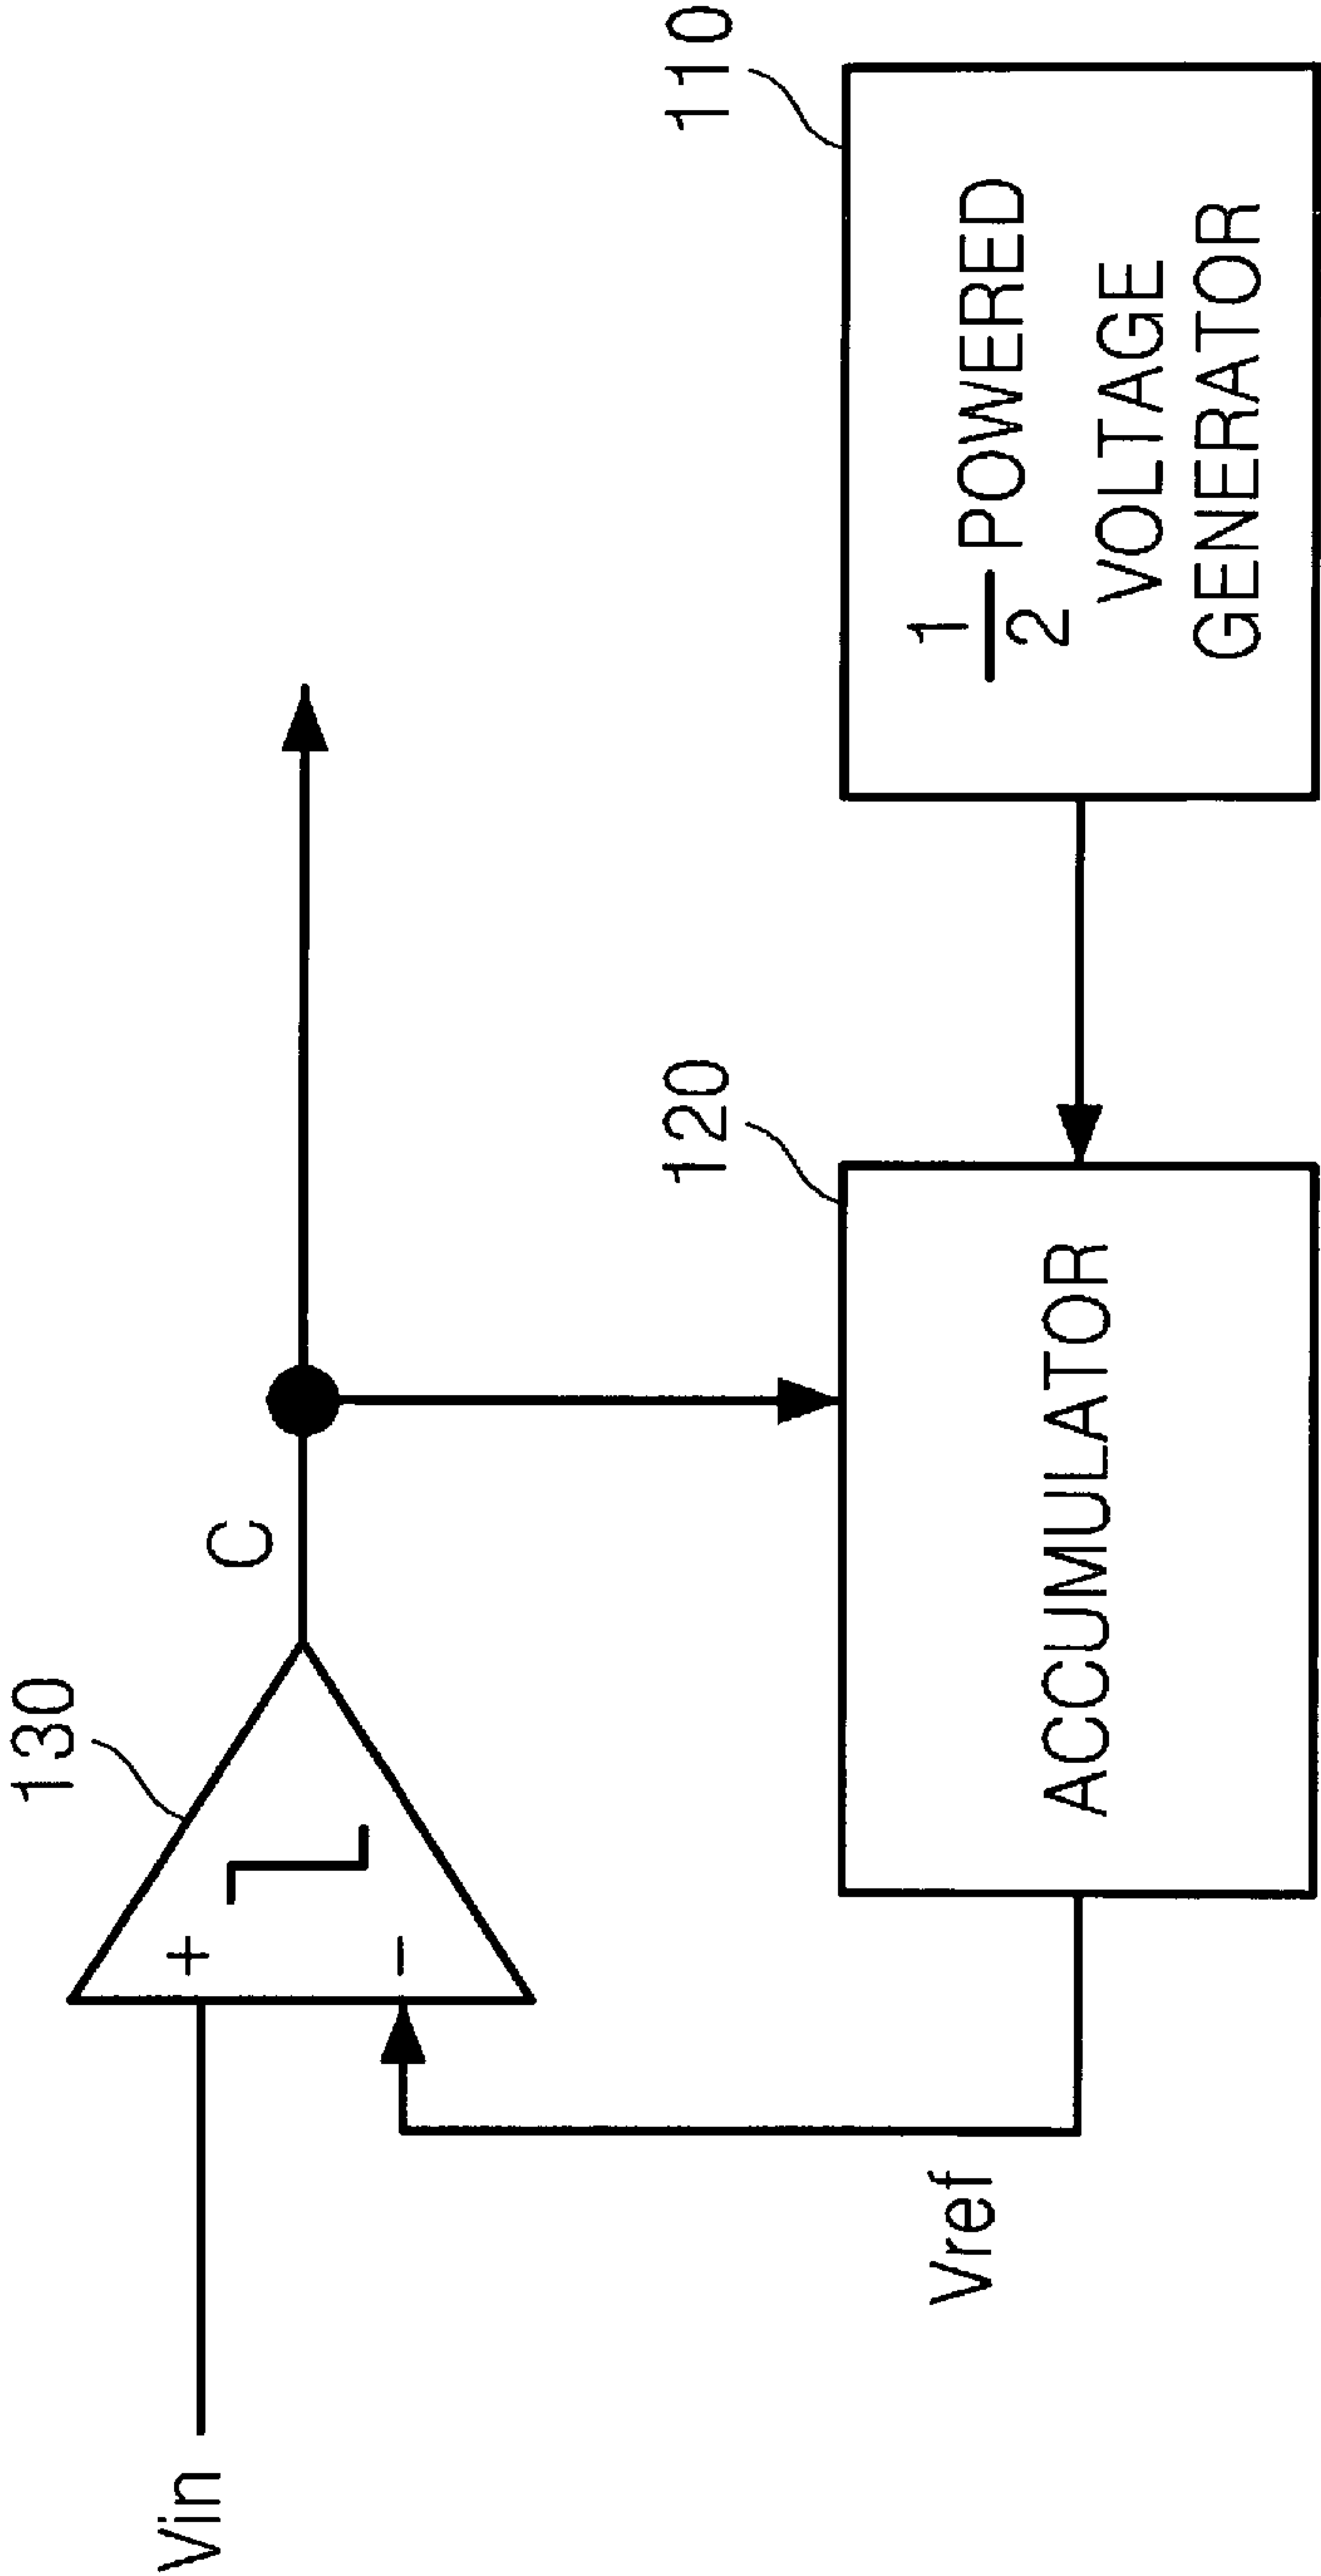 130
Vin
+
−
C
120
110
Vref
ACCUMULATOR
1/2 POWERED
VOLTAGE
GENERATOR